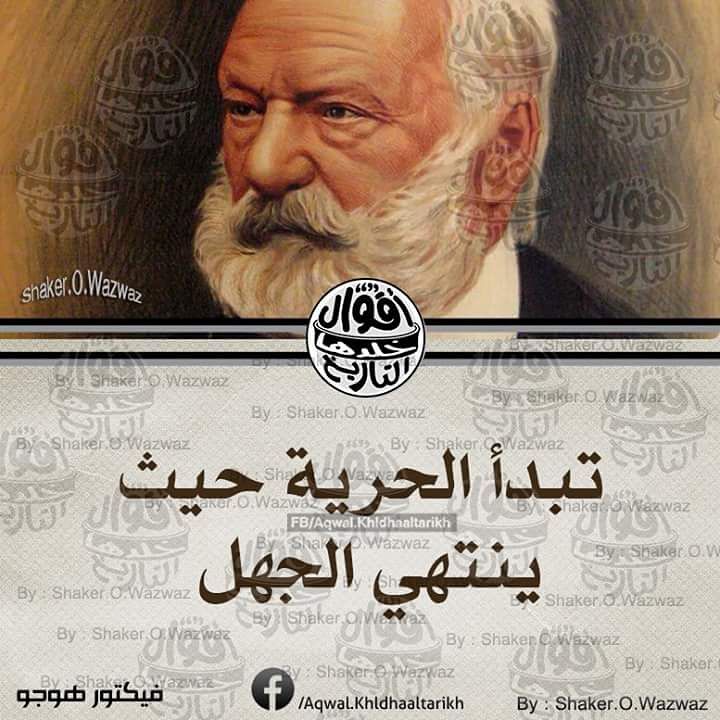 Shaker.O.Wazwaz
أقوال
خلدها
التاريخ
تبدأ الحرية حيث
FB/Aqwal.Khldhaaltarikh
ينتهي الجهل
فيكتور هوجو
/Aqwal.Khldhaaltarikh
By : Shaker.O.Wazwaz